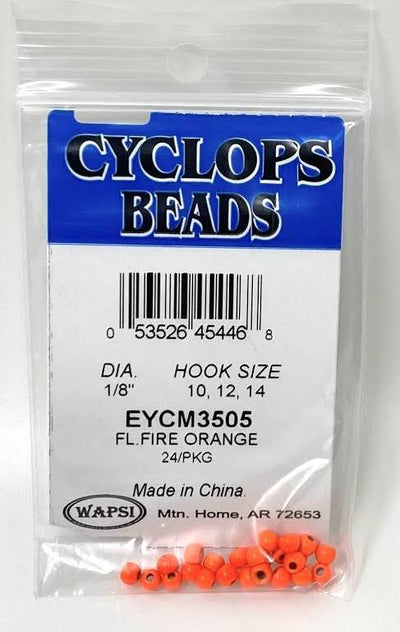 CYCLOPS
BEADS
0 53526 45446 8
DIA. HOOK SIZE
1/8" 10, 12, 14
EYCM3505
FL.FIRE ORANGE
24/PKG
Made in China.
WAPSI Mtn. Home, AR 72653